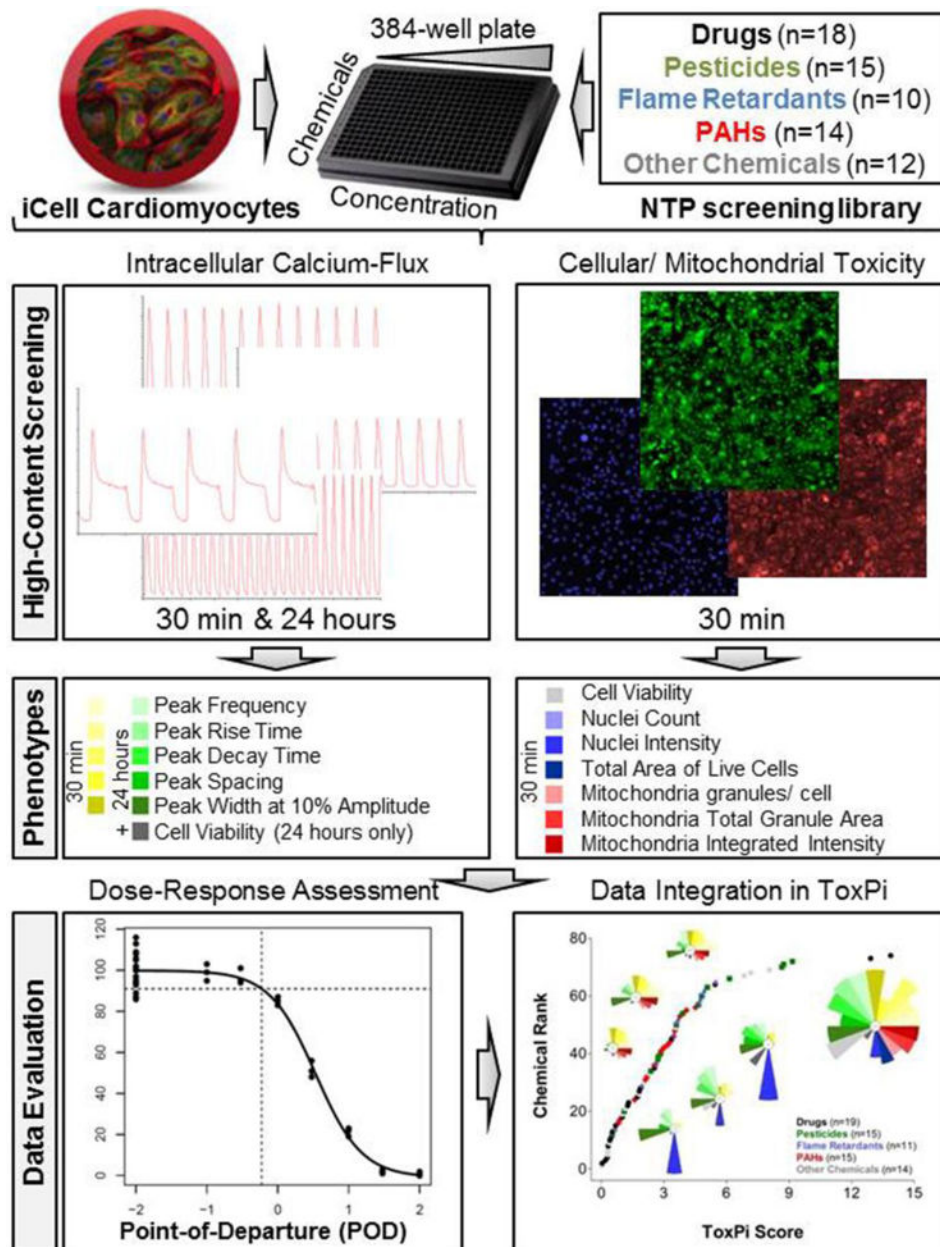 384-well plate
Chemicals
Concentration
Drugs (n=18)
Pesticides (n=15)
Flame Retardants (n=10)
PAHs (n=14)
Other Chemicals (n=12)
iCell Cardiomyocytes
NTP screening library
High-Content Screening
Intracellular Calcium-Flux
30 min & 24 hours
Cellular/ Mitochondrial Toxicity
30 min
Phenotypes
30 min
24 hours
+
Peak Frequency
Peak Rise Time
Peak Decay Time
Peak Spacing
Peak Width at 10% Amplitude
Cell Viability (24 hours only)
30 min
Cell Viability
Nuclei Count
Nuclei Intensity
Total Area of Live Cells
Mitochondria granules/ cell
Mitochondria Total Granule Area
Mitochondria Integrated Intensity
Data Evaluation
Dose-Response Assessment
120
100
80
60
40
20
0
−2 −1 0 1 2
Point-of-Departure (POD)
Data Integration in ToxPi
Chemical Rank
80
60
40
20
0
0 3 6 9 12 15
ToxPi Score
Drugs (n=19)
Pesticides (n=15)
Flame Retardants (n=11)
PAHs (n=15)
Other Chemicals (n=14)